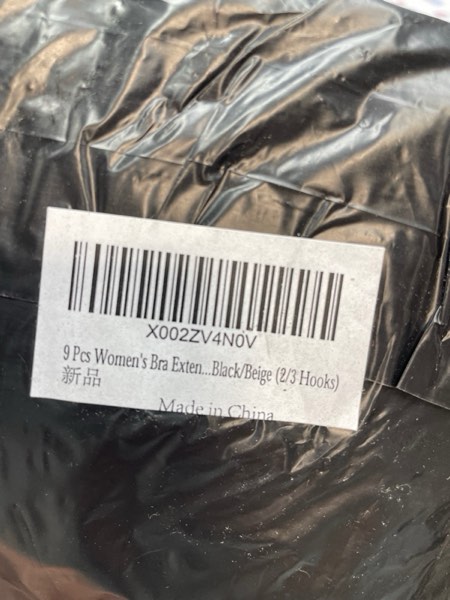 X002ZV4N0V
9 Pcs Women's Bra Exten...Black/Beige (2/3 Hooks)
新品
Made in China